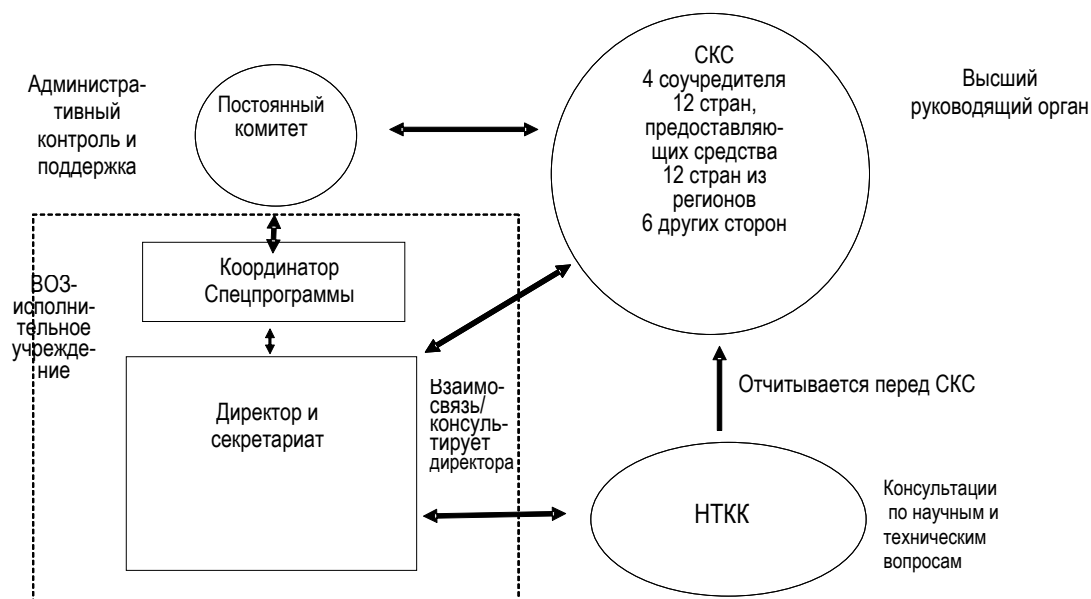 Администра-
тивный
контроль и
поддержка
Постоянный
комитет
СКС
4 соучредителя
12 стран,
предоставляю-
щих средства
12 стран из
регионов
6 других сторон
Высший
руководящий орган
ВОЗ-
исполни-
тельное
учрежде-
ние
Координатор
Спецпрограммы
Директор и
секретариат
Взаимо-
связь/
консуль-
тирует
директора
Отчитывается перед СКС
НТКК
Консультации
по научным и
техническим
вопросам